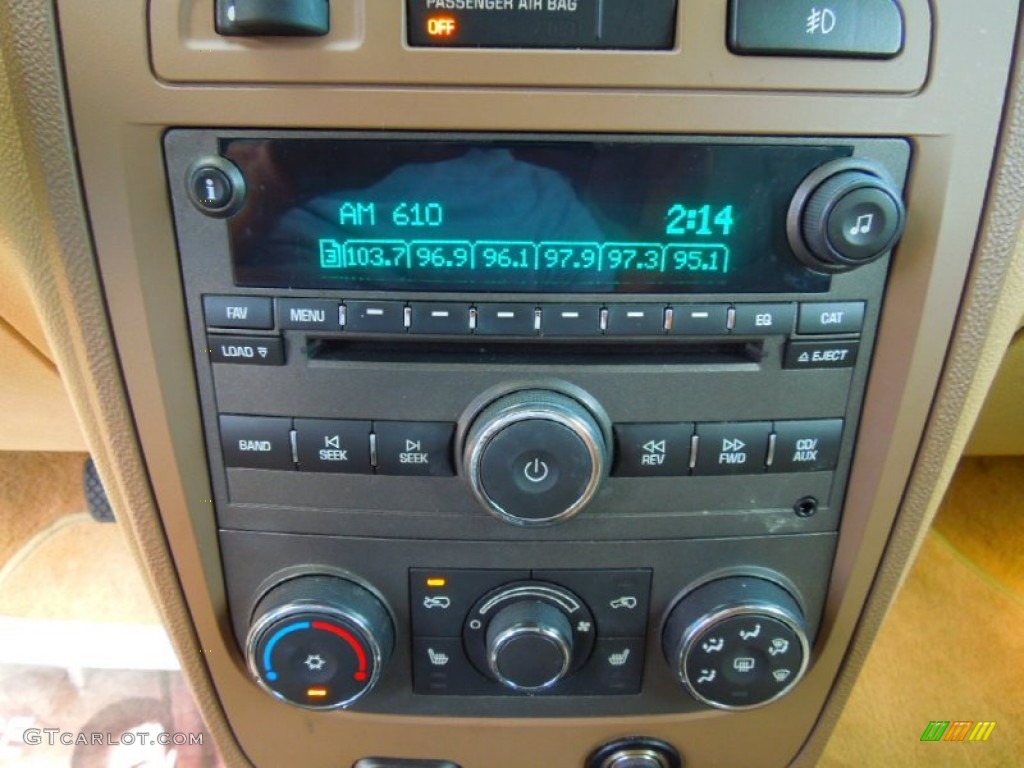 PASSENGER AIR BAG
OFF
i
AM 610 2:14
3 103.7 96.9 96.1 97.9 97.3 95.1
FAV MENU EQ CAT
LOAD EJECT
BAND SEEK SEEK REV FWD CD/AUX
GTCARLOT.COM